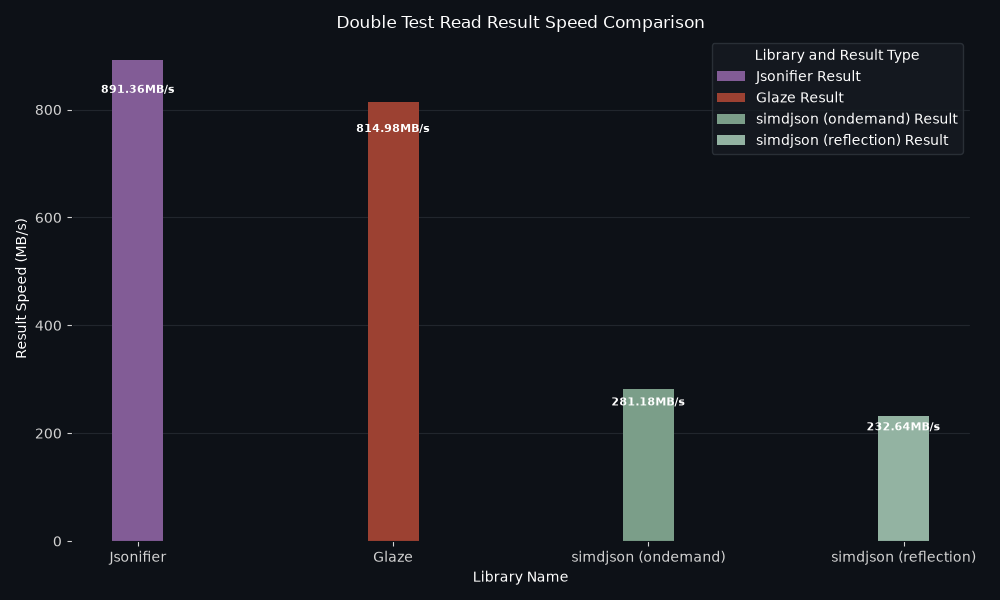 Double Test Read Result Speed Comparison
Library and Result Type
Jsonifier Result
Glaze Result
simdjson (ondemand) Result
simdjson (reflection) Result
891.36MB/s
814.98MB/s
281.18MB/s
232.64MB/s
Result Speed (MB/s)
800
600
400
200
0
Jsonifier
Glaze
simdjson (ondemand)
simdjson (reflection)
Library Name